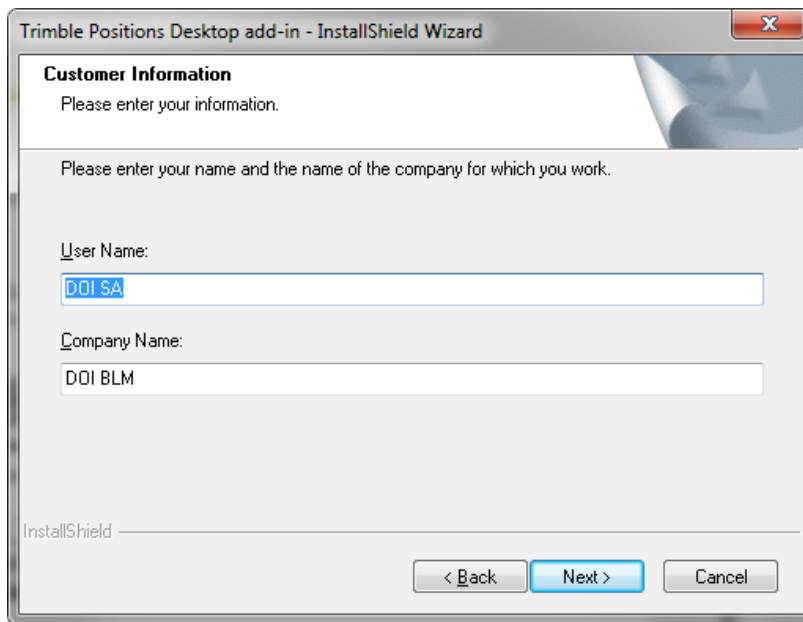 Trimble Positions Desktop add-in - InstallShield Wizard
Customer Information
Please enter your information.
Please enter your name and the name of the company for which you work.
User Name:
DOI SA
Company Name:
DOI BLM
InstallShield
< Back Next > Cancel